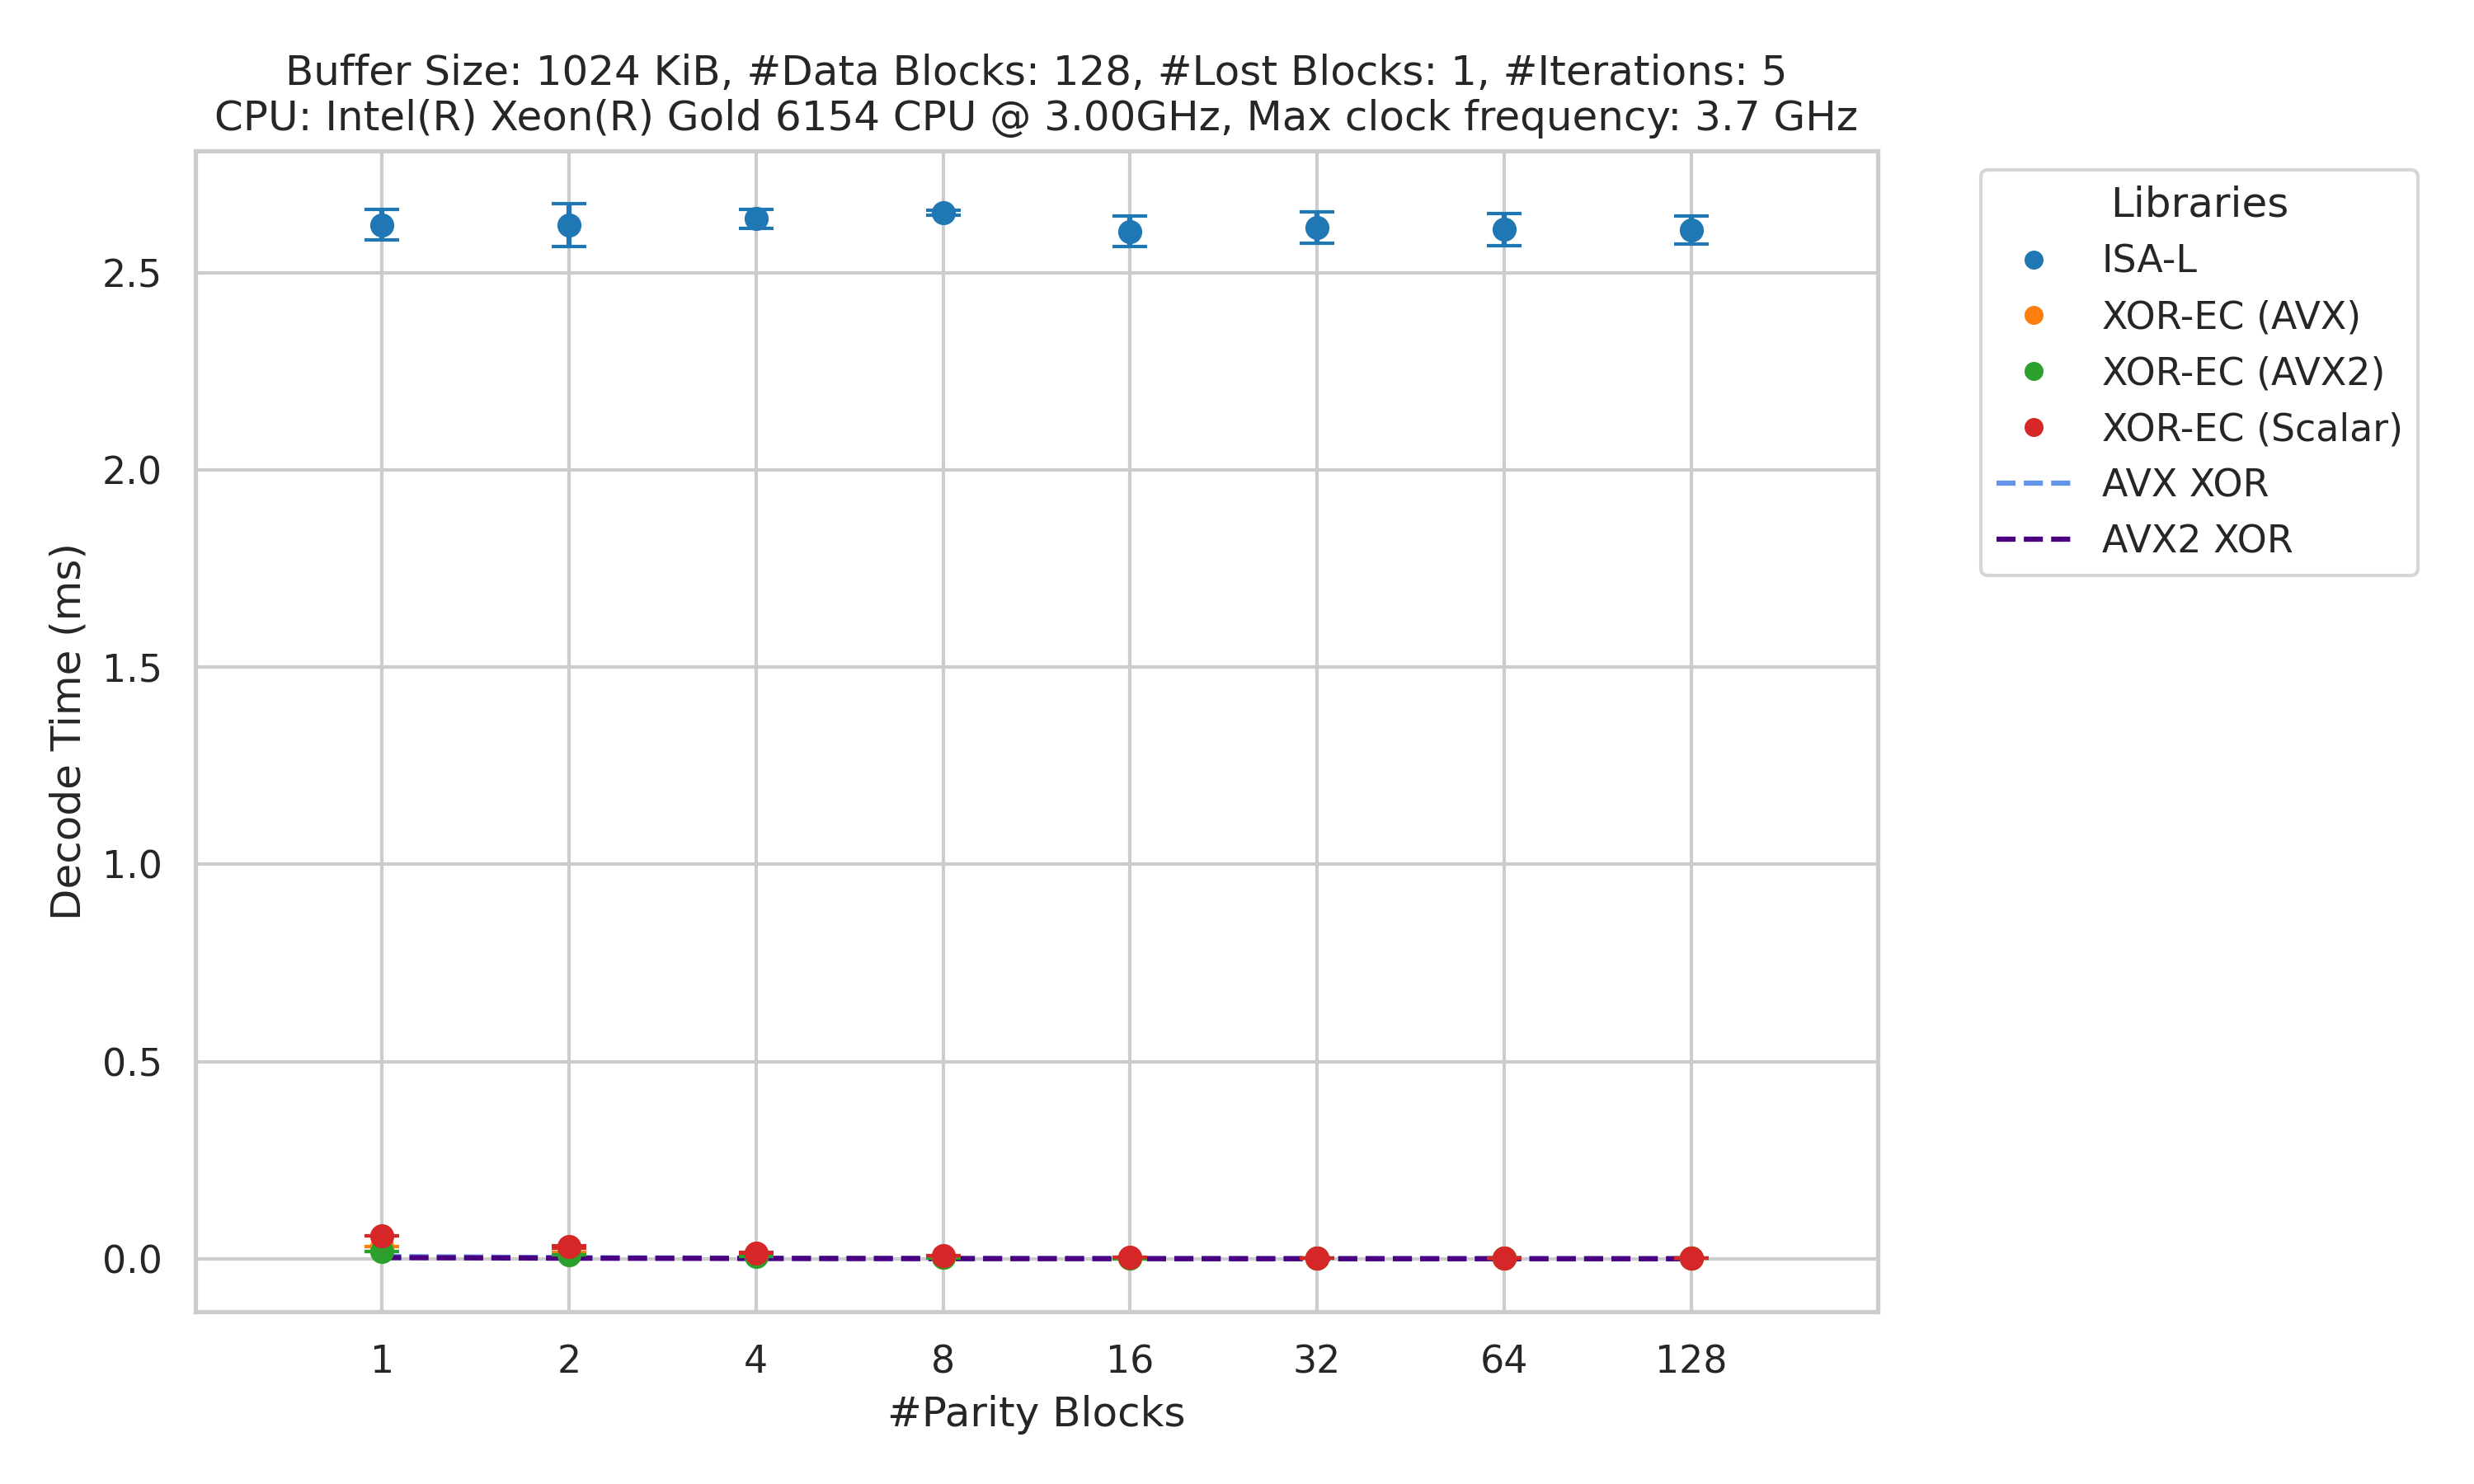 Buffer Size: 1024 KiB, #Data Blocks: 128, #Lost Blocks: 1, #Iterations: 5
CPU: Intel(R) Xeon(R) Gold 6154 CPU @ 3.00GHz, Max clock frequency: 3.7 GHz
Decode Time (ms)
2.5
2.0
1.5
1.0
0.5
0.0
1 2 4 8 16 32 64 128
#Parity Blocks
Libraries
ISA-L
XOR-EC (AVX)
XOR-EC (AVX2)
XOR-EC (Scalar)
AVX XOR
AVX2 XOR